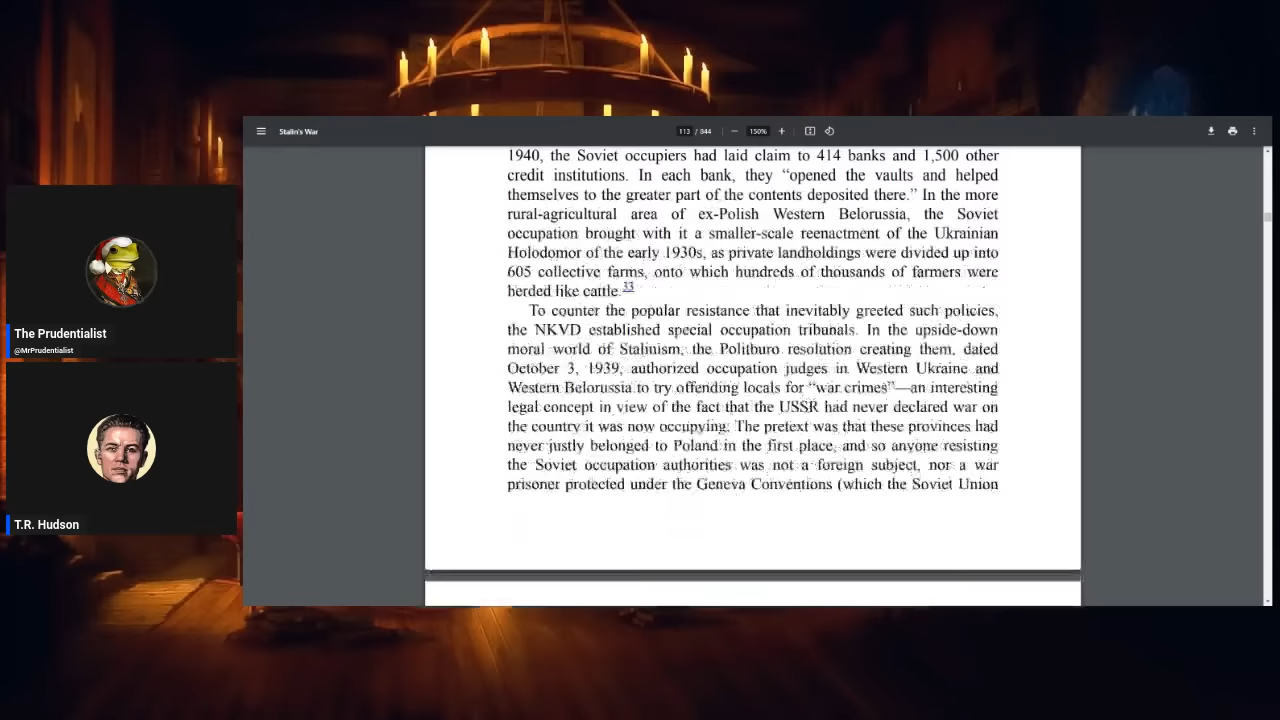 Stalin's War
113 / 844
150%
1940, the Soviet occupiers had laid claim to 414 banks and 1,500 other
credit institutions. In each bank, they “opened the vaults and helped
themselves to the greater part of the contents deposited there.” In the more
rural-agricultural area of ex-Polish Western Belorussia, the Soviet
occupation brought with it a smaller-scale reenactment of the Ukrainian
Holodomor of the early 1930s, as private landholdings were divided up into
605 collective farms, onto which hundreds of thousands of farmers were
herded like cattle.33
To counter the popular resistance that inevitably greeted such policies,
the NKVD established special occupation tribunals. In the upside-down
moral world of Stalinism, the Politburo resolution creating them, dated
October 3, 1939, authorized occupation judges in Western Ukraine and
Western Belorussia to try offending locals for “war crimes”—an interesting
legal concept in view of the fact that the USSR had never declared war on
the country it was now occupying. The pretext was that these provinces had
never justly belonged to Poland in the first place, and so anyone resisting
the Soviet occupation authorities was not a foreign subject, nor a war
prisoner protected under the Geneva Conventions (which the Soviet Union
The Prudentialist
@MrPrudentialist
T.R. Hudson